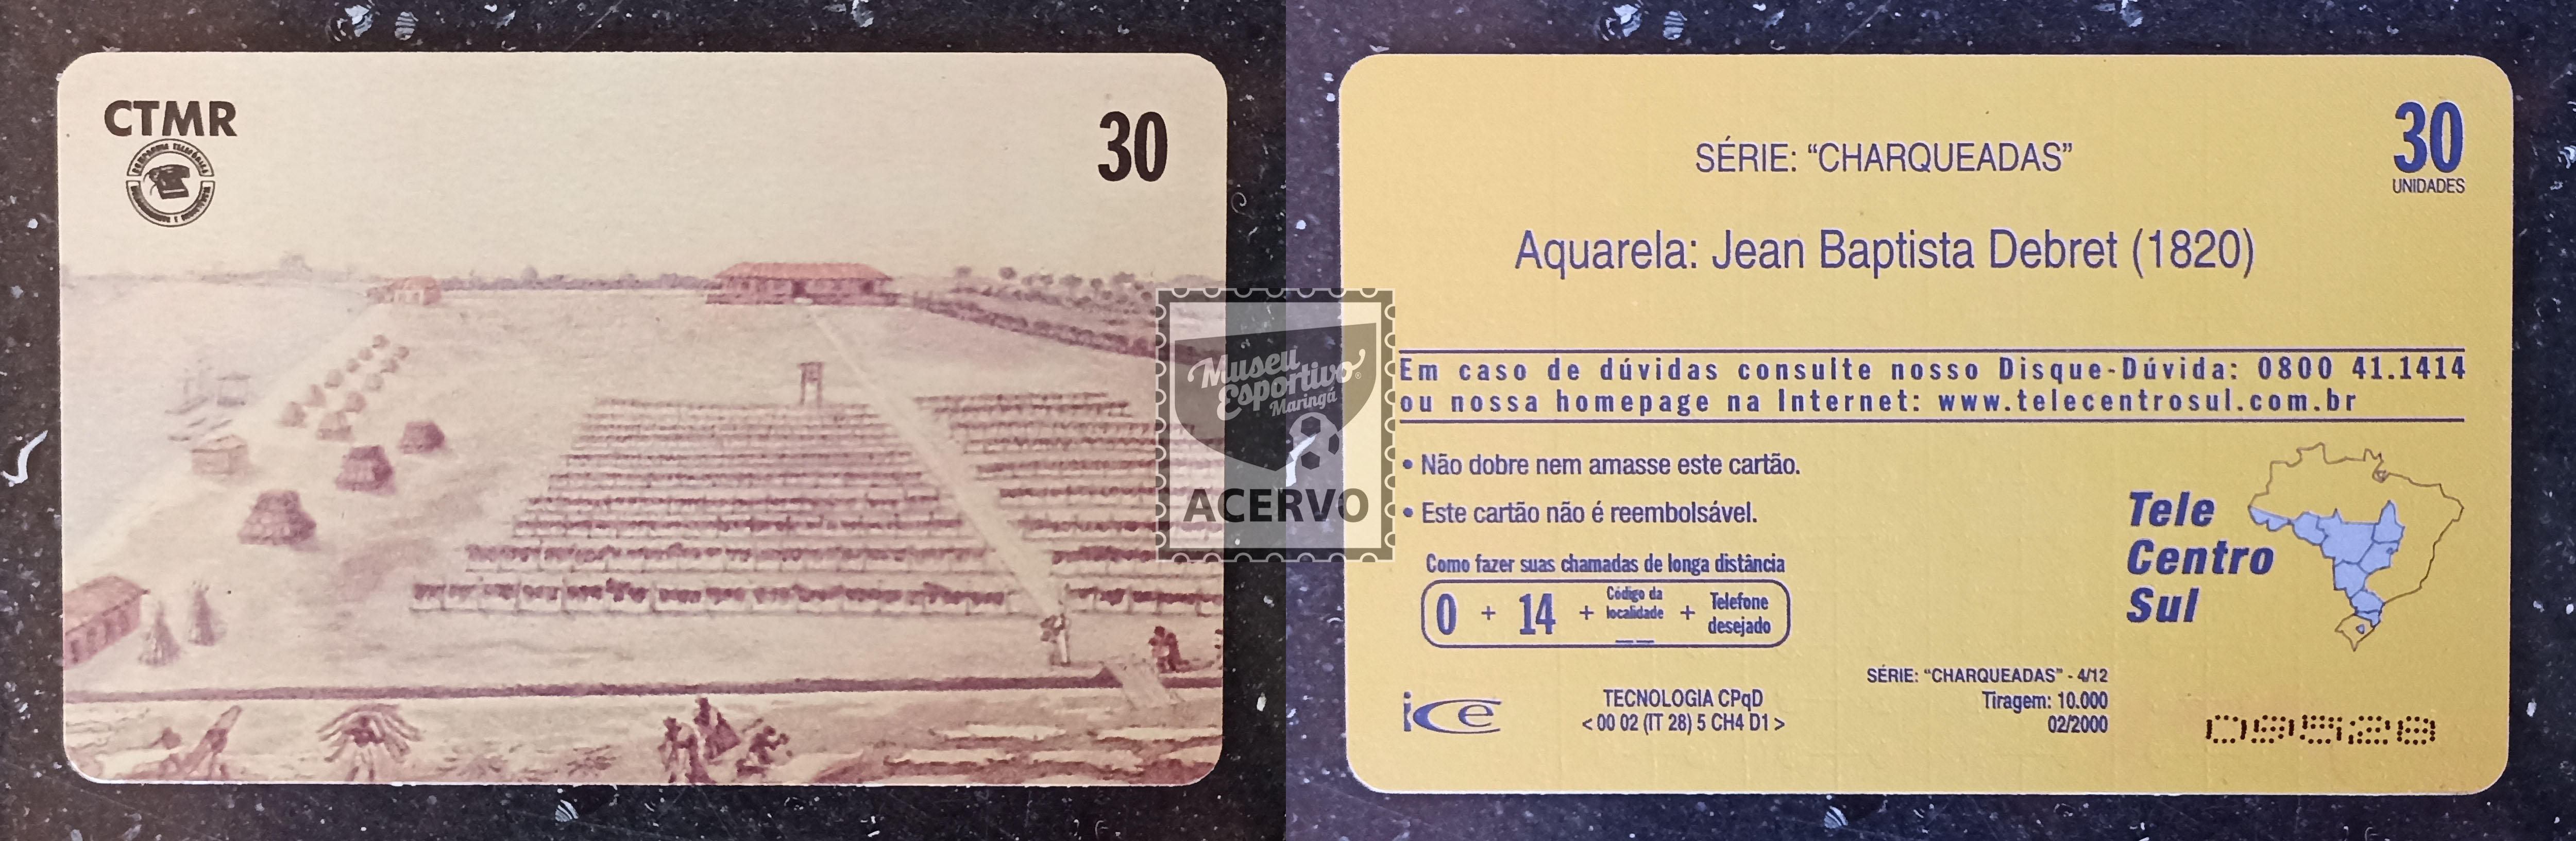 CTMR
COMPANHIA TELEFÔNICA
MELHORAMENTO E RESISTÊNCIA
30
Museu
Esportivo
Maringá
ACERVO
SÉRIE: “CHARQUEADAS”
30
UNIDADES
Aquarela: Jean Baptista Debret (1820)
Em caso de dúvidas consulte nosso Disque-Dúvida: 0800 41.1414
ou nossa homepage na Internet: www.telecentrosul.com.br
• Não dobre nem amasse este cartão.
• Este cartão não é reembolsável.
Como fazer suas chamadas de longa distância
0 + 14 + Código da localidade + Telefone desejado
Tele
Centro
Sul
ice
TECNOLOGIA CPqD
< 00 02 (IT 28) 5 CH4 D1 >
SÉRIE: “CHARQUEADAS” - 4/12
Tiragem: 10.000
02/2000
09528